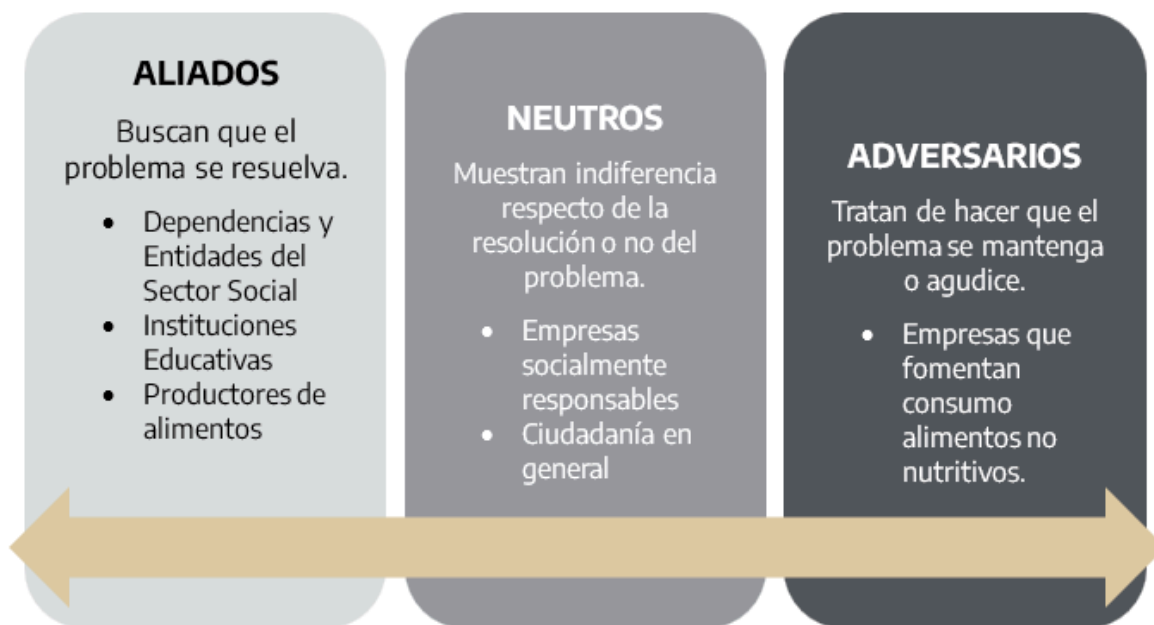 ALIADOS
Buscan que el
problema se resuelva.
• Dependencias y
Entidades del
Sector Social
• Instituciones
Educativas
• Productores de
alimentos
NEUTROS
Muestran indiferencia
respecto de la
resolución o no del
problema.
• Empresas
socialmente
responsables
• Ciudadanía en
general
ADVERSARIOS
Tratan de hacer que el
problema se mantenga
o agudice.
• Empresas que
fomentan
consumo
alimentos no
nutritivos.